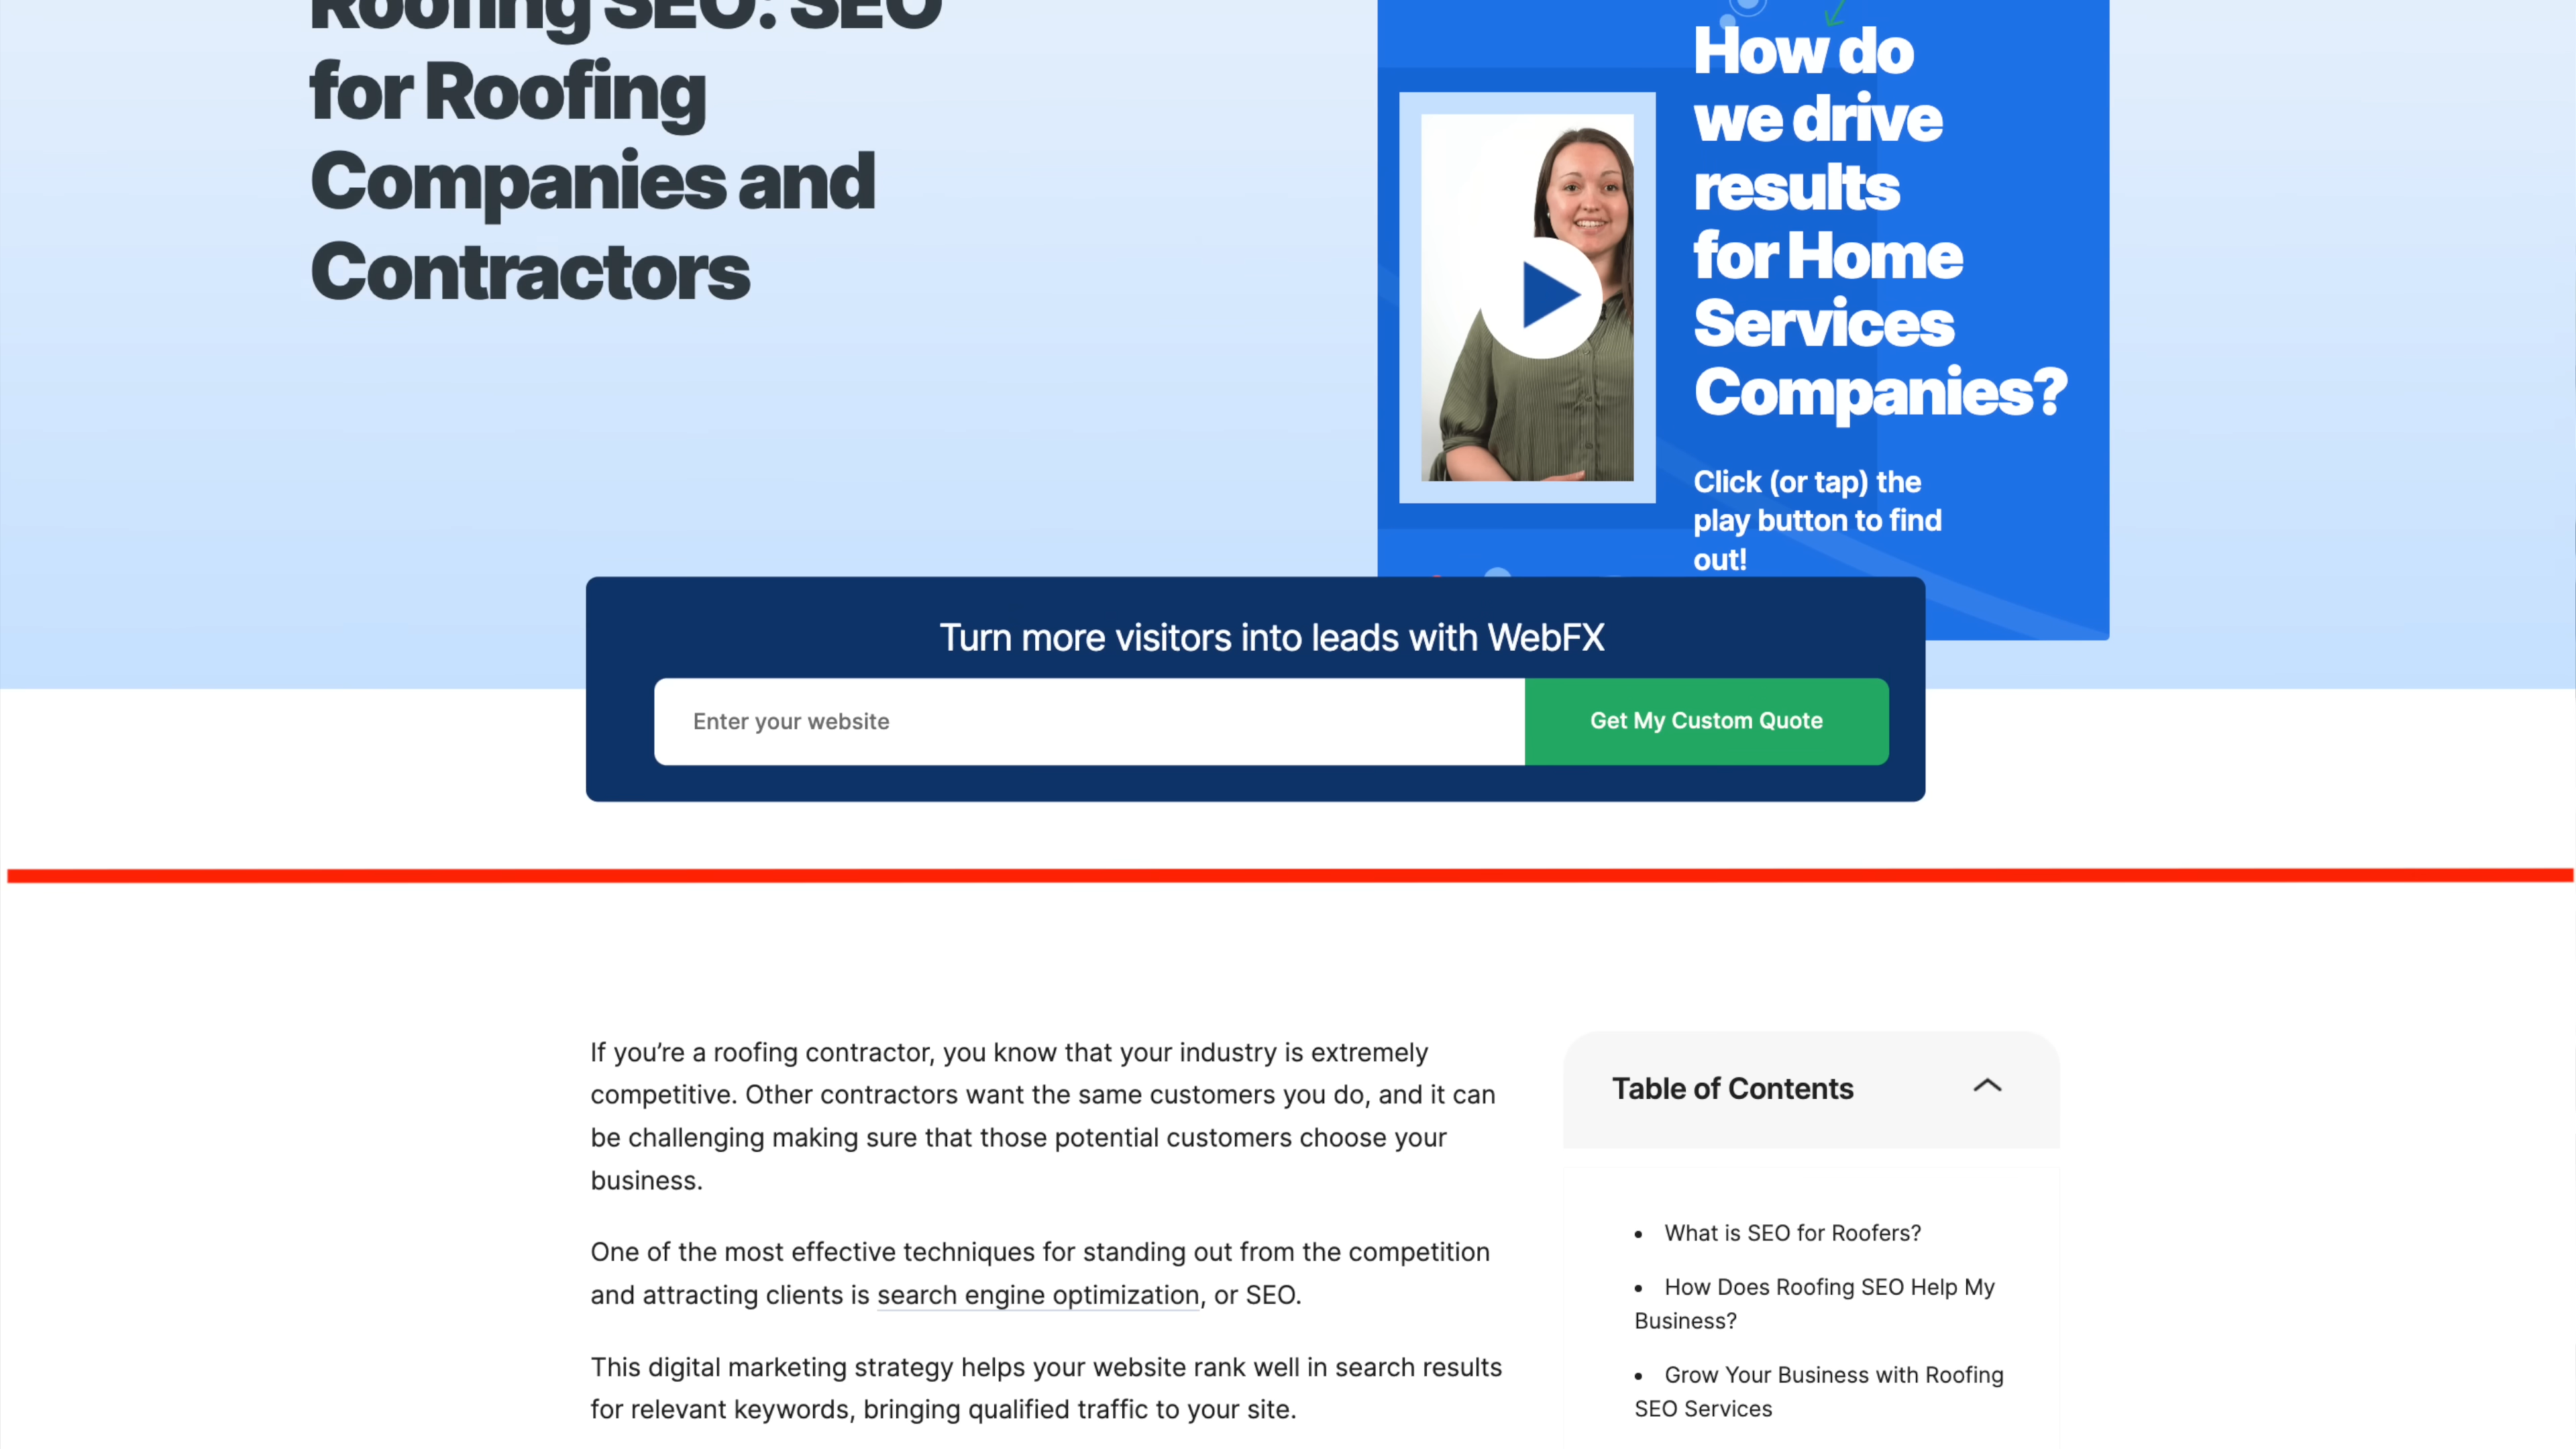 Roofing SEO: SEO
for Roofing
Companies and
Contractors
How do
we drive
results
for Home
Services
Companies?
Click (or tap) the
play button to find
out!
Turn more visitors into leads with WebFX
Enter your website
Get My Custom Quote
If you’re a roofing contractor, you know that your industry is extremely
competitive. Other contractors want the same customers you do, and it can
be challenging making sure that those potential customers choose your
business.
One of the most effective techniques for standing out from the competition
and attracting clients is search engine optimization, or SEO.
This digital marketing strategy helps your website rank well in search results
for relevant keywords, bringing qualified traffic to your site.
Table of Contents
• What is SEO for Roofers?
• How Does Roofing SEO Help My
Business?
• Grow Your Business with Roofing
SEO Services